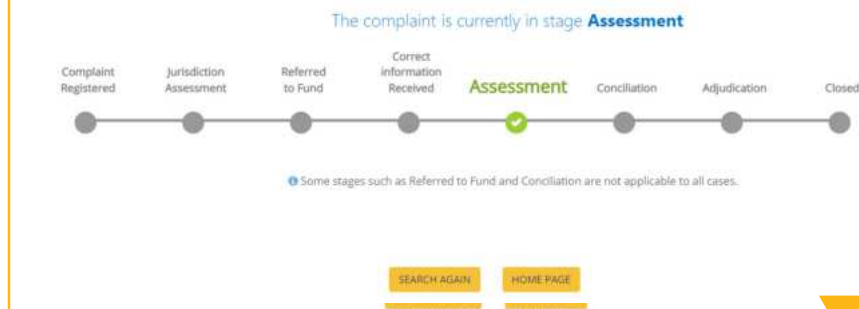 The complaint is currently in stage Assessment
Complaint
Registered
Jurisdiction
Assessment
Referred
to Fund
Correct
information
Received
Assessment
Conciliation
Adjudication
Closed
Some stages such as Referred to Fund and Conciliation are not applicable to all cases.
SEARCH AGAIN
HOME PAGE